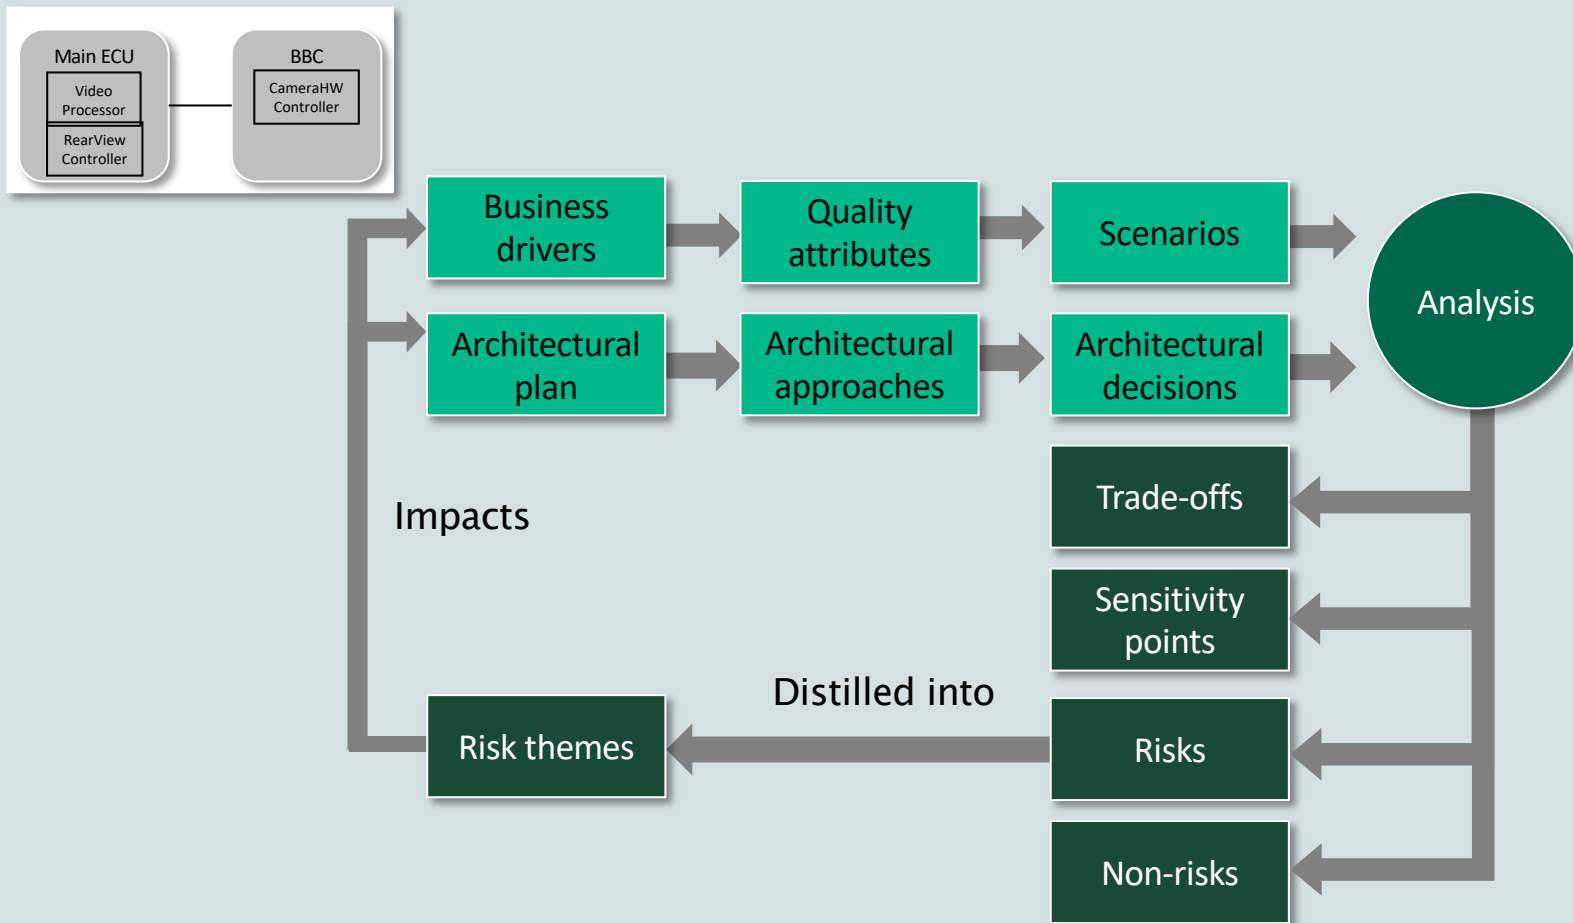 Main ECU
Video
Processor
RearView
Controller
BBC
CameraHW
Controller
Business
drivers
Quality
attributes
Scenarios
Analysis
Architectural
plan
Architectural
approaches
Architectural
decisions
Trade-offs
Impacts
Sensitivity
points
Distilled into
Risk themes
Risks
Non-risks